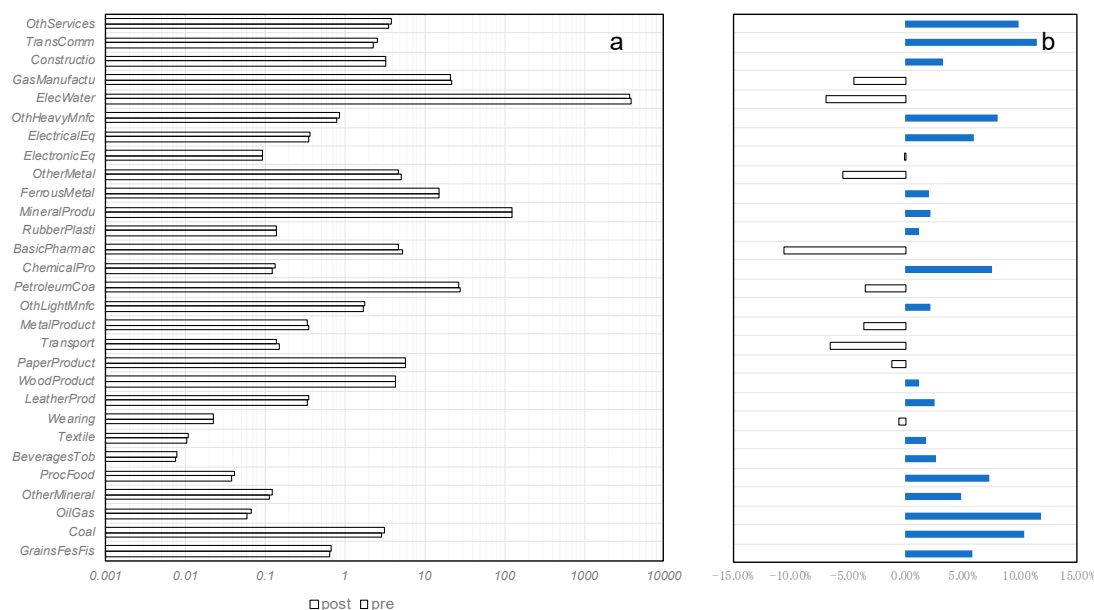 OthServices
a
b
TransComm
Constructio
GasManufactu
ElecWater
OthHeavyMnfc
ElectricalEq
ElectronicEq
OtherMetal
FerrousMetal
MineralProdu
RubberPlasti
BasicPharmac
ChemicalPro
PetroleumCoa
OthLightMnfc
MetalProduct
Transport
PaperProduct
WoodProduct
LeatherProd
Wearing
Textile
BeveragesTob
ProcFood
OtherMineral
OilGas
Coal
GrainsFesFis
0.001 0.01 0.1 1 10 100 1000 10000
-15.00% -10.00% -5.00% 0.00% 5.00% 10.00% 15.00%
post pre